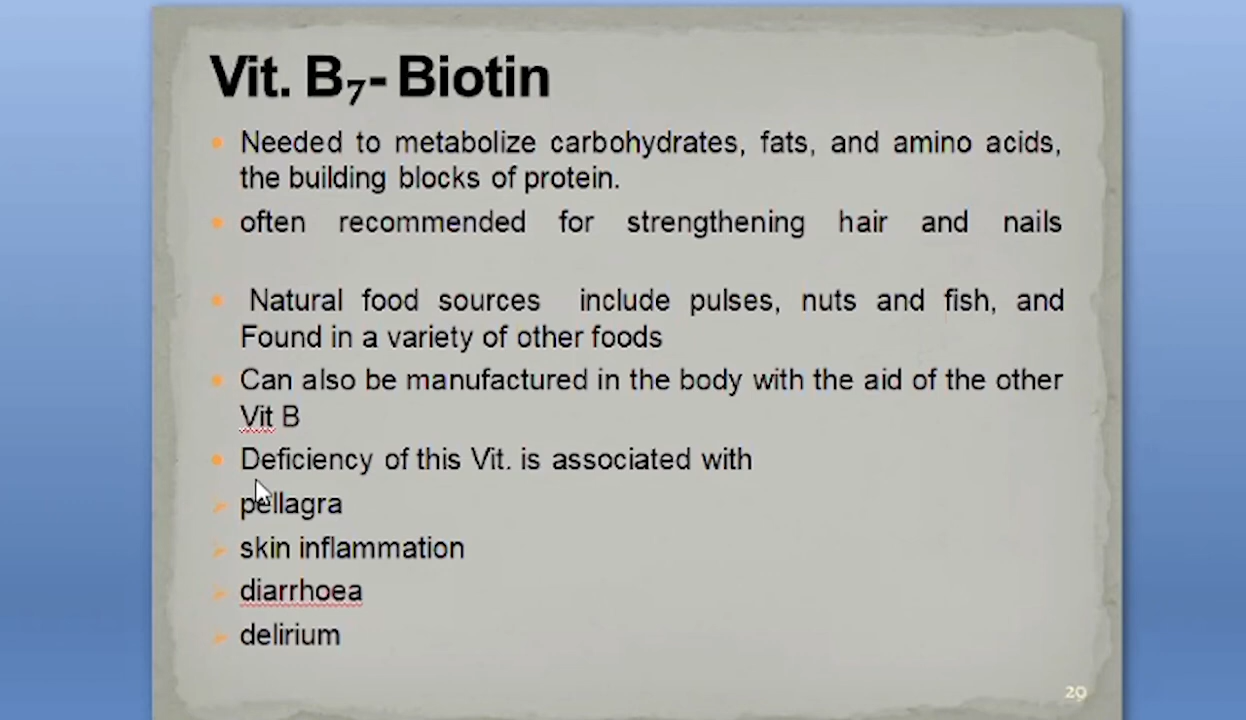 Vit. B7- Biotin
Needed to metabolize carbohydrates, fats, and amino acids,
the building blocks of protein.
often recommended for strengthening hair and nails
Natural food sources include pulses, nuts and fish, and
Found in a variety of other foods
Can also be manufactured in the body with the aid of the other
Vit B
Deficiency of this Vit. is associated with
pellagra
skin inflammation
diarrhoea
delirium
29